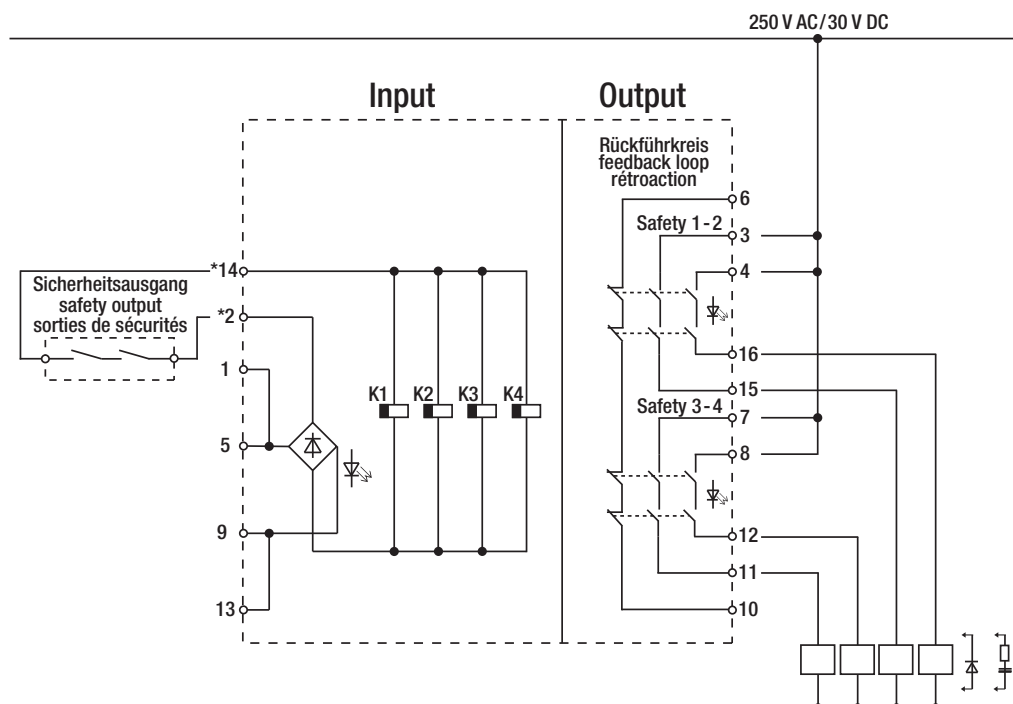 250 V AC/30 V DC
Input
Output
Rückführkreis
feedback loop
rétroaction
6
Safety 1-2
3
4
*14
Sicherheitsausgang
safety output
sorties de sécurités
*2
1
5
9
13
K1
K2
K3
K4
16
15
Safety 3-4
7
8
12
11
10